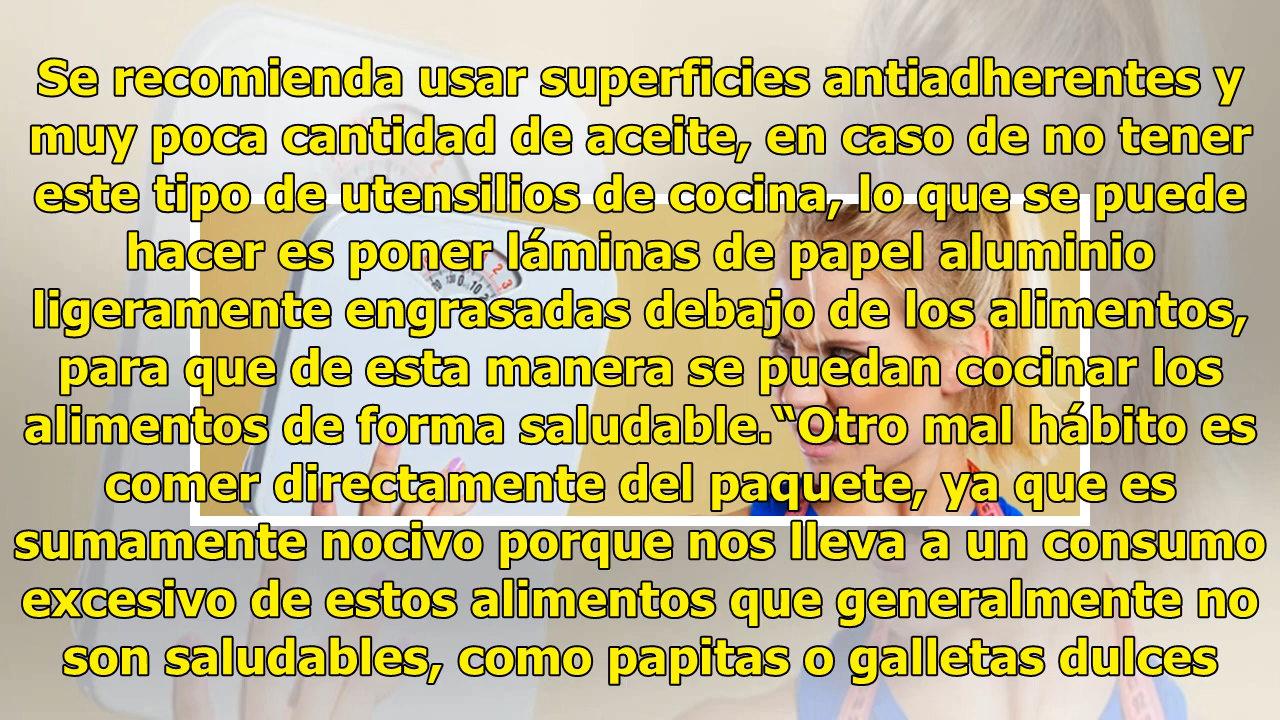 Se recomienda usar superficies antiadherentes y
muy poca cantidad de aceite, en caso de no tener
este tipo de utensilios de cocina, lo que se puede
hacer es poner láminas de papel aluminio
ligeramente engrasadas debajo de los alimentos,
para que de esta manera se puedan cocinar los
alimentos de forma saludable.“Otro mal hábito es
comer directamente del paquete, ya que es
sumamente nocivo porque nos lleva a un consumo
excesivo de estos alimentos que generalmente no
son saludables, como papitas o galletas dulces